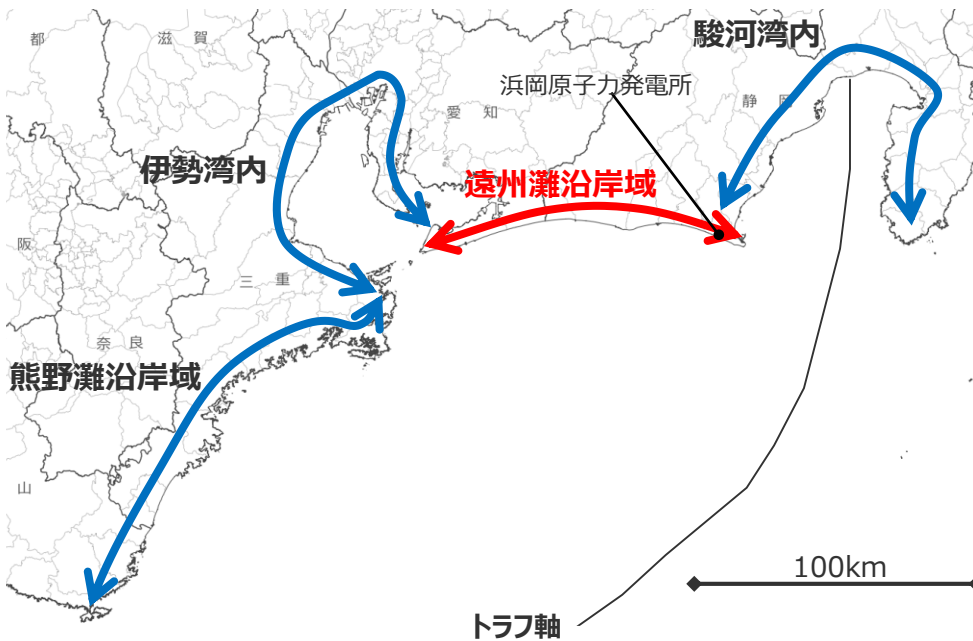 都
滋 賀
駿河湾内
浜岡原子力発電所
静 岡
愛 知
伊勢湾内
遠州灘沿岸域
阪
三 重
奈 良
熊野灘沿岸域
山
100km
トラフ軸